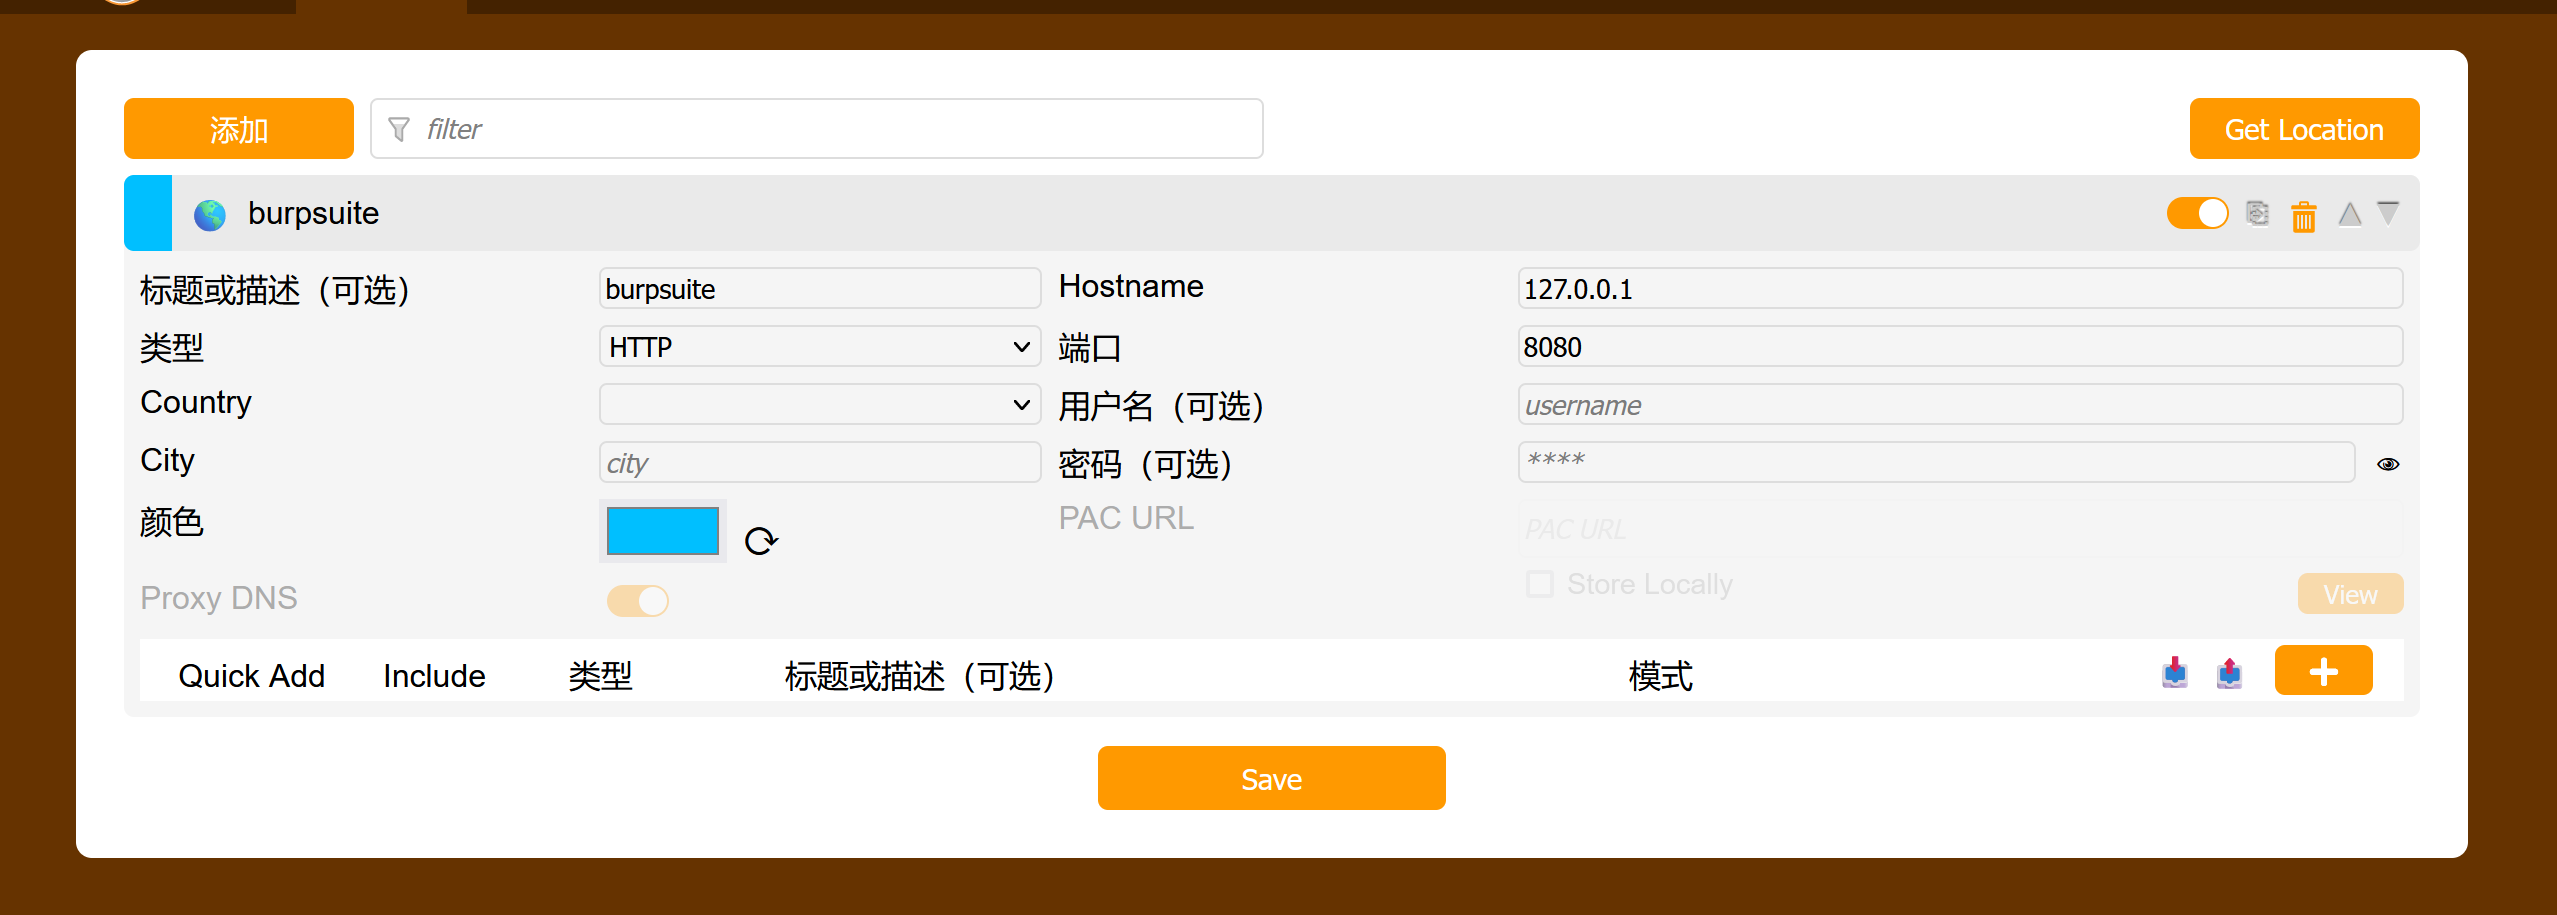 添加 filter Get Location
burpsuite
标题或描述（可选） burpsuite Hostname 127.0.0.1
类型 HTTP 端口 8080
Country 用户名（可选） username
City city 密码（可选） ****
颜色 PAC URL PAC URL
Proxy DNS Store Locally View
Quick Add Include 类型 标题或描述（可选） 模式
Save